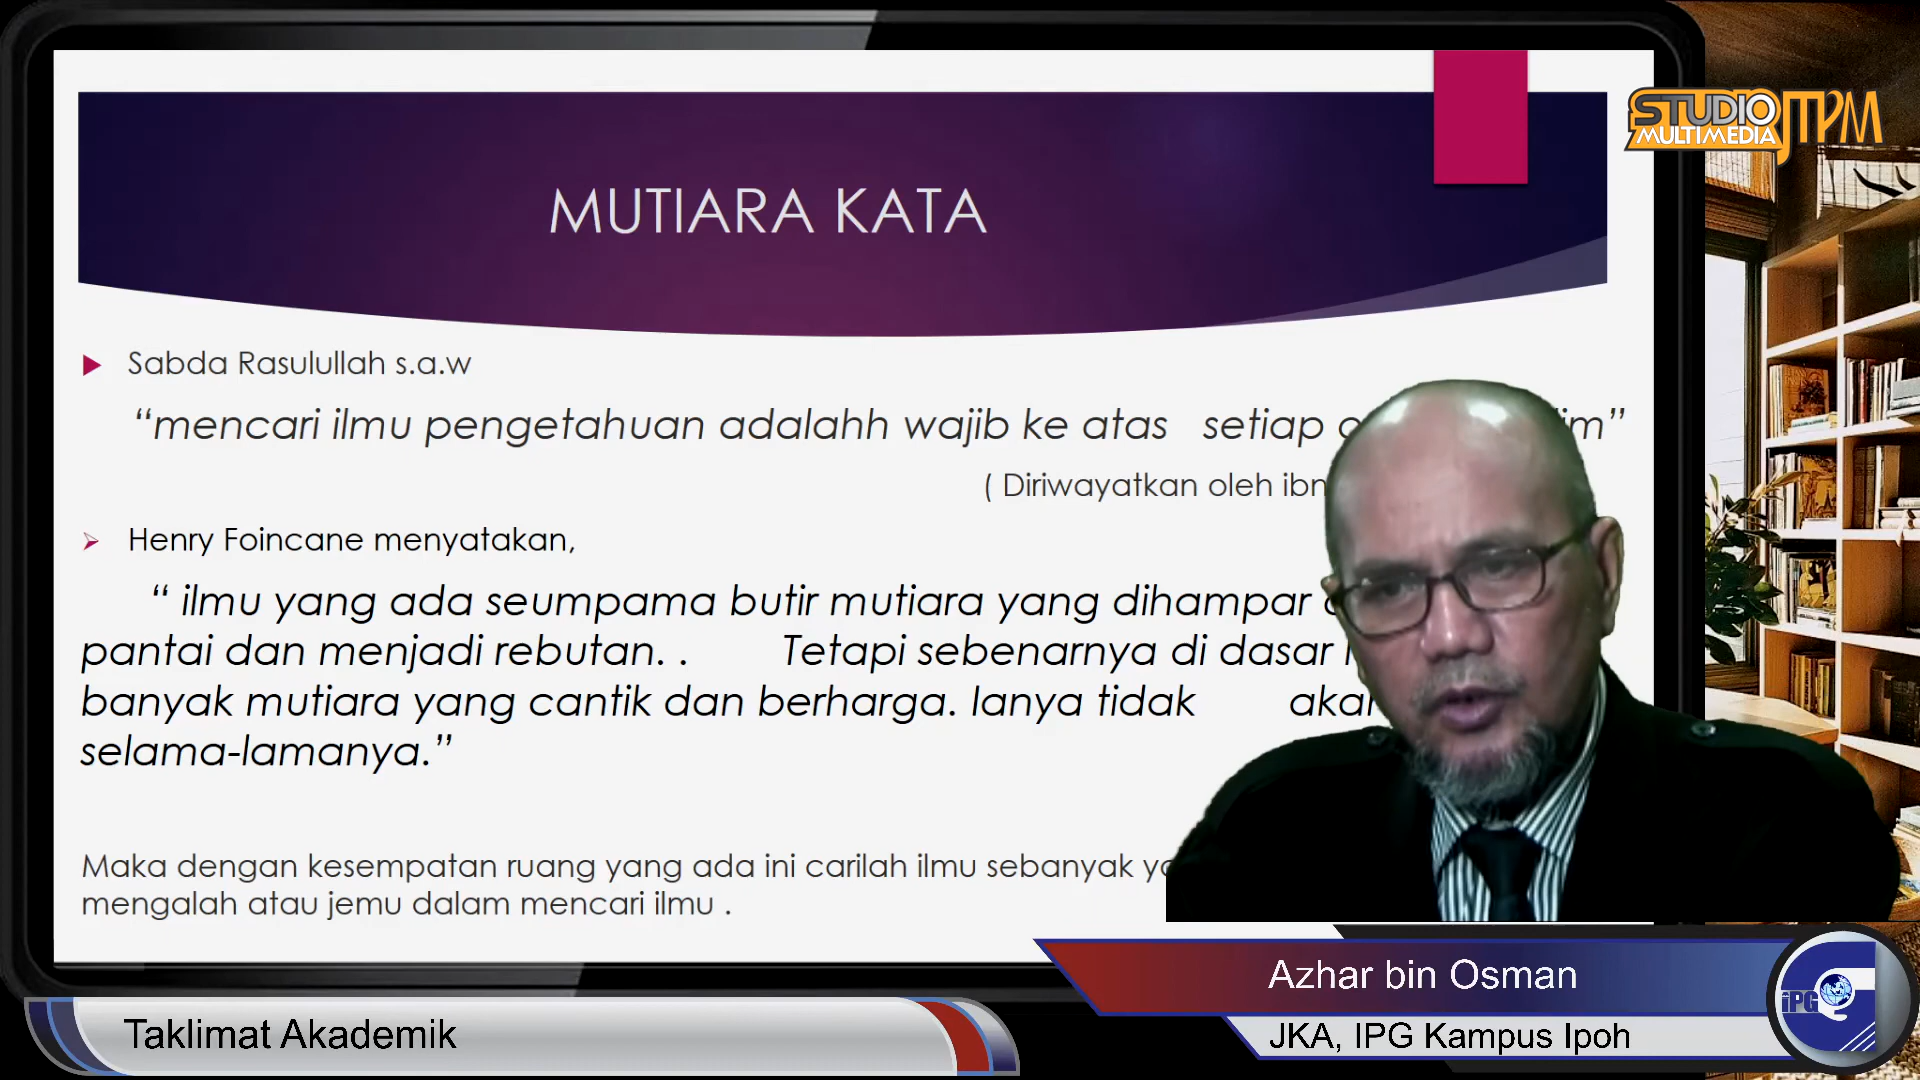 STUDIO
MULTIMEDIA JTPM
MUTIARA KATA
Sabda Rasulullah s.a.w
“mencari ilmu pengetahuan adalahh wajib ke atas setiap
( Diriwayatkan oleh
Henry Foincane menyatakan,
“ ilmu yang ada seumpama butir mutiara yang dihampar
pantai dan menjadi rebutan. . Tetapi sebenarnya di dasar
banyak mutiara yang cantik dan berharga. Ianya tidak
selama-lamanya.”
Maka dengan kesempatan ruang yang ada ini carilah ilmu sebanyak
mengalah atau jemu dalam mencari ilmu .
Azhar bin Osman
JKA, IPG Kampus Ipoh
iPG
Taklimat Akademik